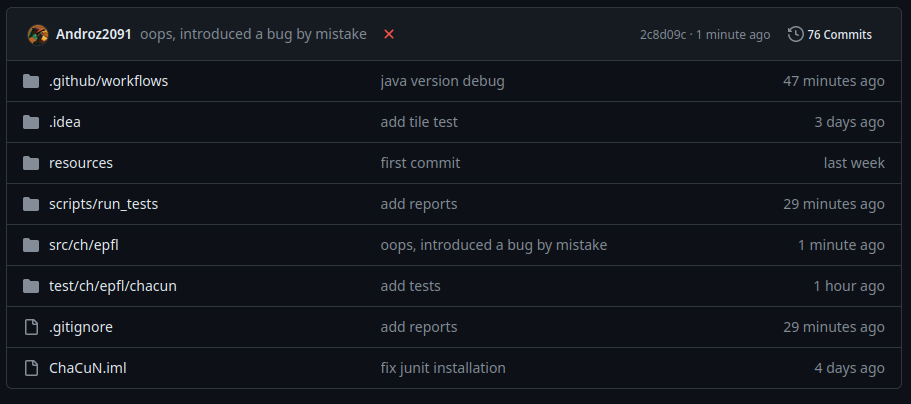 Androz2091 oops, introduced a bug by mistake 2c8d09c · 1 minute ago 76 Commits
.github/workflows java version debug 47 minutes ago
.idea add tile test 3 days ago
resources first commit last week
scripts/run_tests add reports 29 minutes ago
src/ch/epfl oops, introduced a bug by mistake 1 minute ago
test/ch/epfl/chacun add tests 1 hour ago
.gitignore add reports 29 minutes ago
ChaCuN.iml fix junit installation 4 days ago